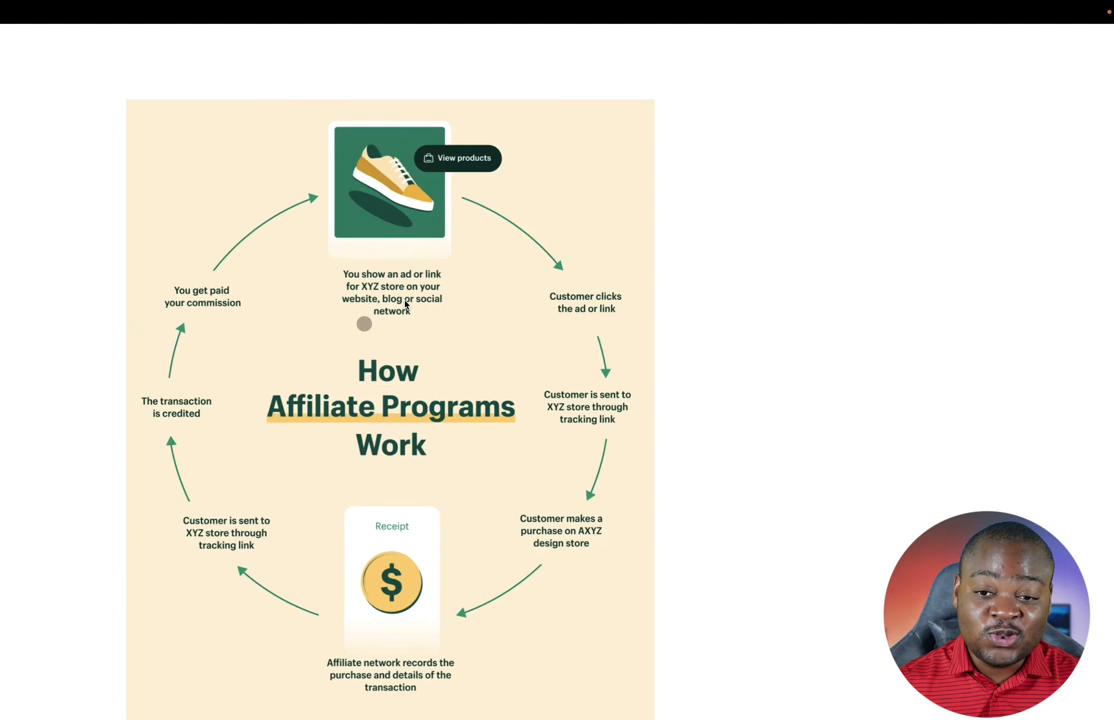 View products
You show an ad or link
for XYZ store on your
website, blog or social
network
Customer clicks
the ad or link
Customer is sent to
XYZ store through
tracking link
Customer makes a
purchase on AXYZ
design store
Receipt
$
Affiliate network records the
purchase and details of the
transaction
Customer is sent to
XYZ store through
tracking link
The transaction
is credited
You get paid
your commission
How
Affiliate Programs
Work